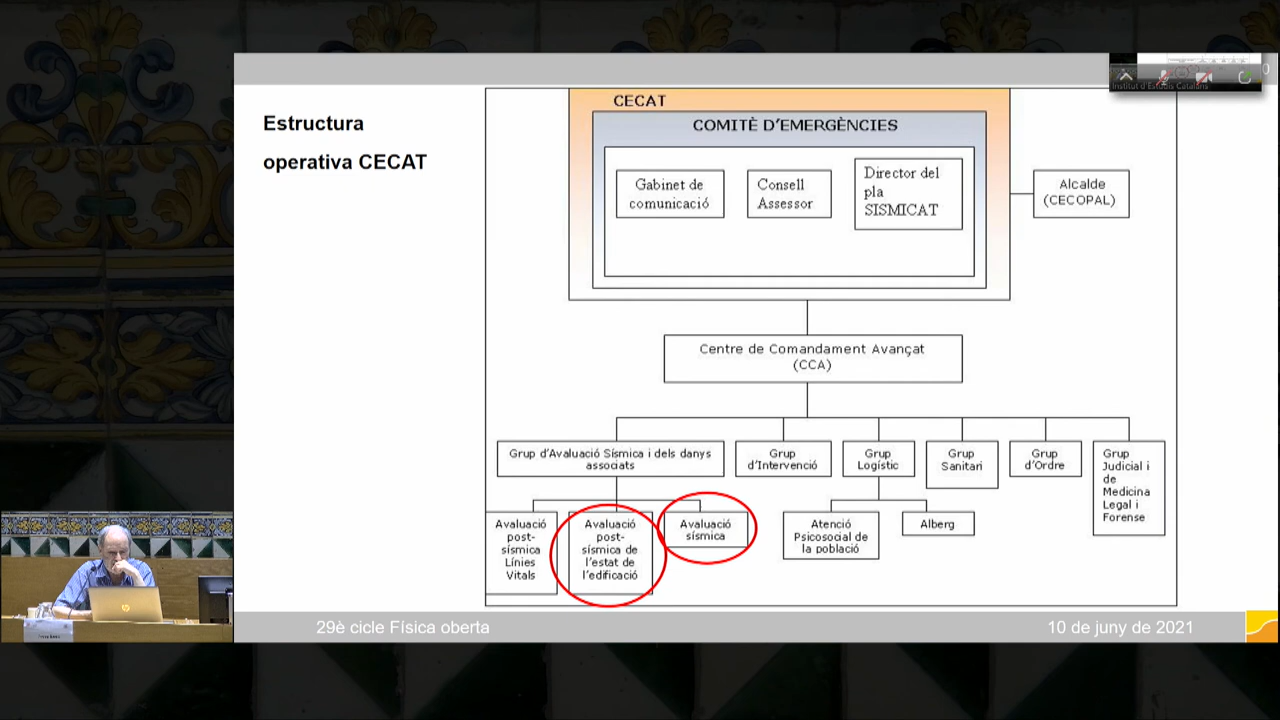 Institut d'Estudis Catalans
Estructura
operativa CECAT
CECAT
COMITÈ D'EMERGÈNCIES
Gabinet de
comunicació
Consell
Assessor
Director del
pla
SISMICAT
Alcalde
(CECOPAL)
Centre de Comandament Avançat
(CCA)
Grup d'Avaluació Sísmica i dels danys
associats
Grup
d'Intervenció
Grup
Logístic
Grup
Sanitari
Grup
d'Ordre
Grup
Judicial i
de
Medicina
Legal i
Forense
Avaluació
post-
sísmica
Línies
Vitals
Avaluació
post-
sísmica de
l'estat de
l'edificació
Avaluació
sísmica
Atenció
Psicosocial de
la població
Alberg
29è cicle Física oberta
10 de juny de 2021